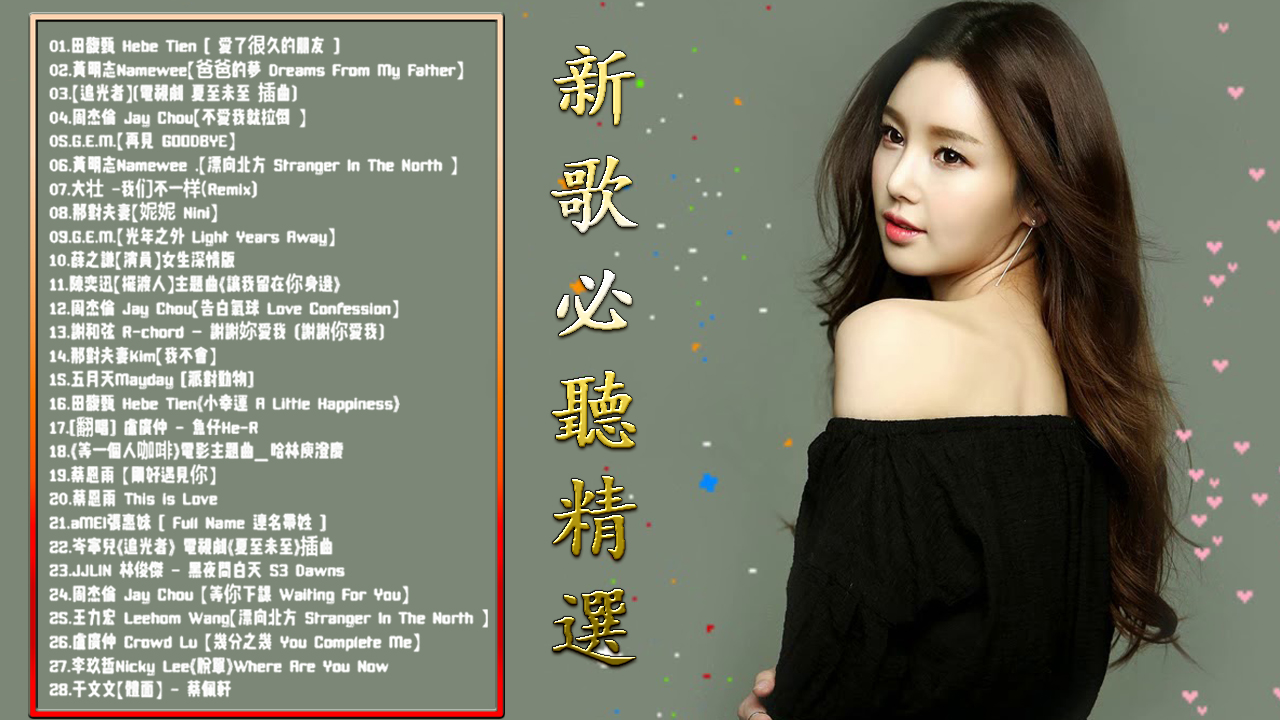 01.田馥甄 Hebe Tien [ 愛了很久的朋友 ]
02.黃明志Namewee【爸爸的夢 Dreams From My Father】
03.【追光者】(電視劇 夏至未至 插曲)
04.周杰倫 Jay Chou【不愛我就拉倒 】
05.G.E.M.【再見 GOODBYE】
06.黃明志Namewee .【漂向北方 Stranger In The North 】
07.大壮 -我们不一样(Remix)
08.那對夫妻【妮妮 Nini】
09.G.E.M.【光年之外 Light Years Away】
10.薛之謙【演員】女生深情版
11.陳奕迅【擺渡人】主題曲《讓我留在你身邊》
12.周杰倫 Jay Chou【告白氣球 Love Confession】
13.謝和弦 R-chord – 謝謝妳愛我 (謝謝你愛我)
14.那對夫妻Kim【我不會】
15.五月天Mayday [派對動物]
16.田馥甄 Hebe Tien《小幸運 A Little Happiness》
17.[翻唱] 盧廣仲 - 魚仔He-R
18.《等一個人咖啡》電影主題曲__哈林庾澄慶
19.蔡恩雨 【剛好遇見你】
20.蔡恩雨 This is Love
21.aMEI張惠妹 [ Full Name 連名帶姓 ]
22.岑寧兒《追光者》 電視劇《夏至未至》插曲
23.JJLIN 林俊傑 – 黑夜問白天 53 Dawns
24.周杰倫 Jay Chou 【等你下課 Waiting For You】
25.王力宏 Leehom Wang【漂向北方 Stranger In The North 】
26.盧廣仲 Crowd Lu 【幾分之幾 You Complete Me】
27.李玖哲Nicky Lee(脫單)Where Are You Now
28.于文文【體面】 - 蔡佩軒
新歌必聽精選